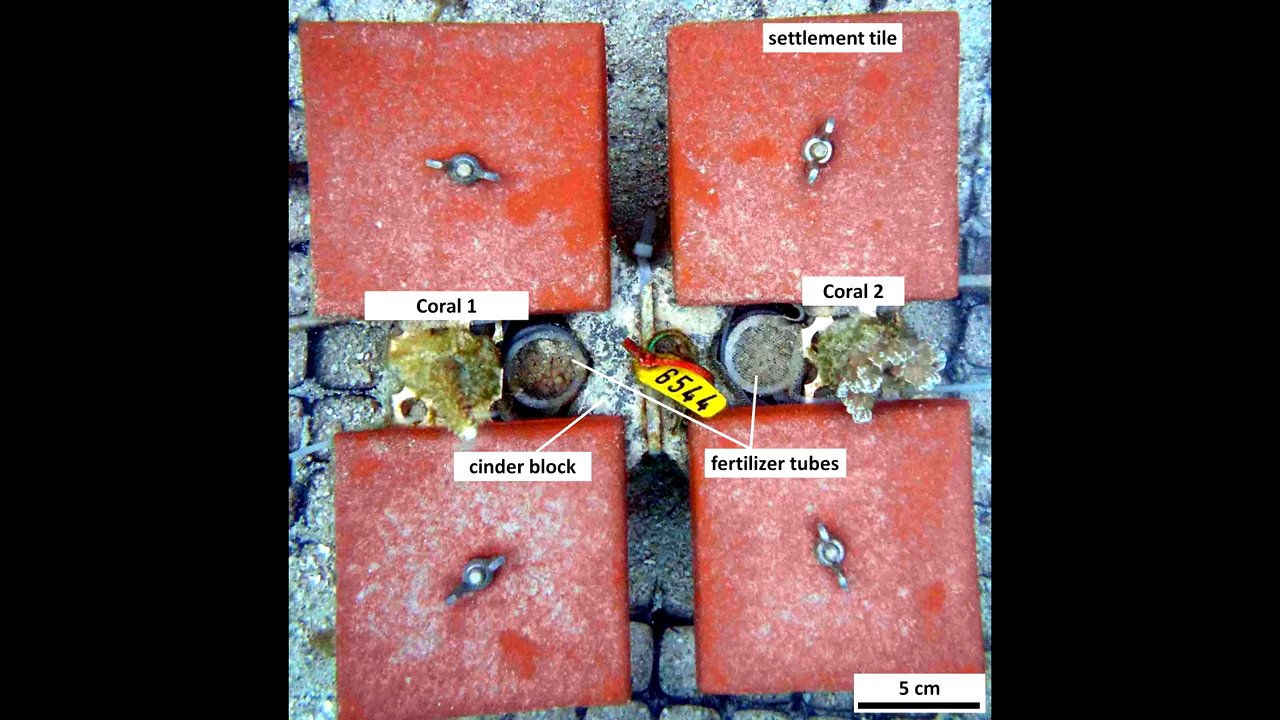 settlement tile
Coral 1
Coral 2
6544
cinder block
fertilizer tubes
5 cm